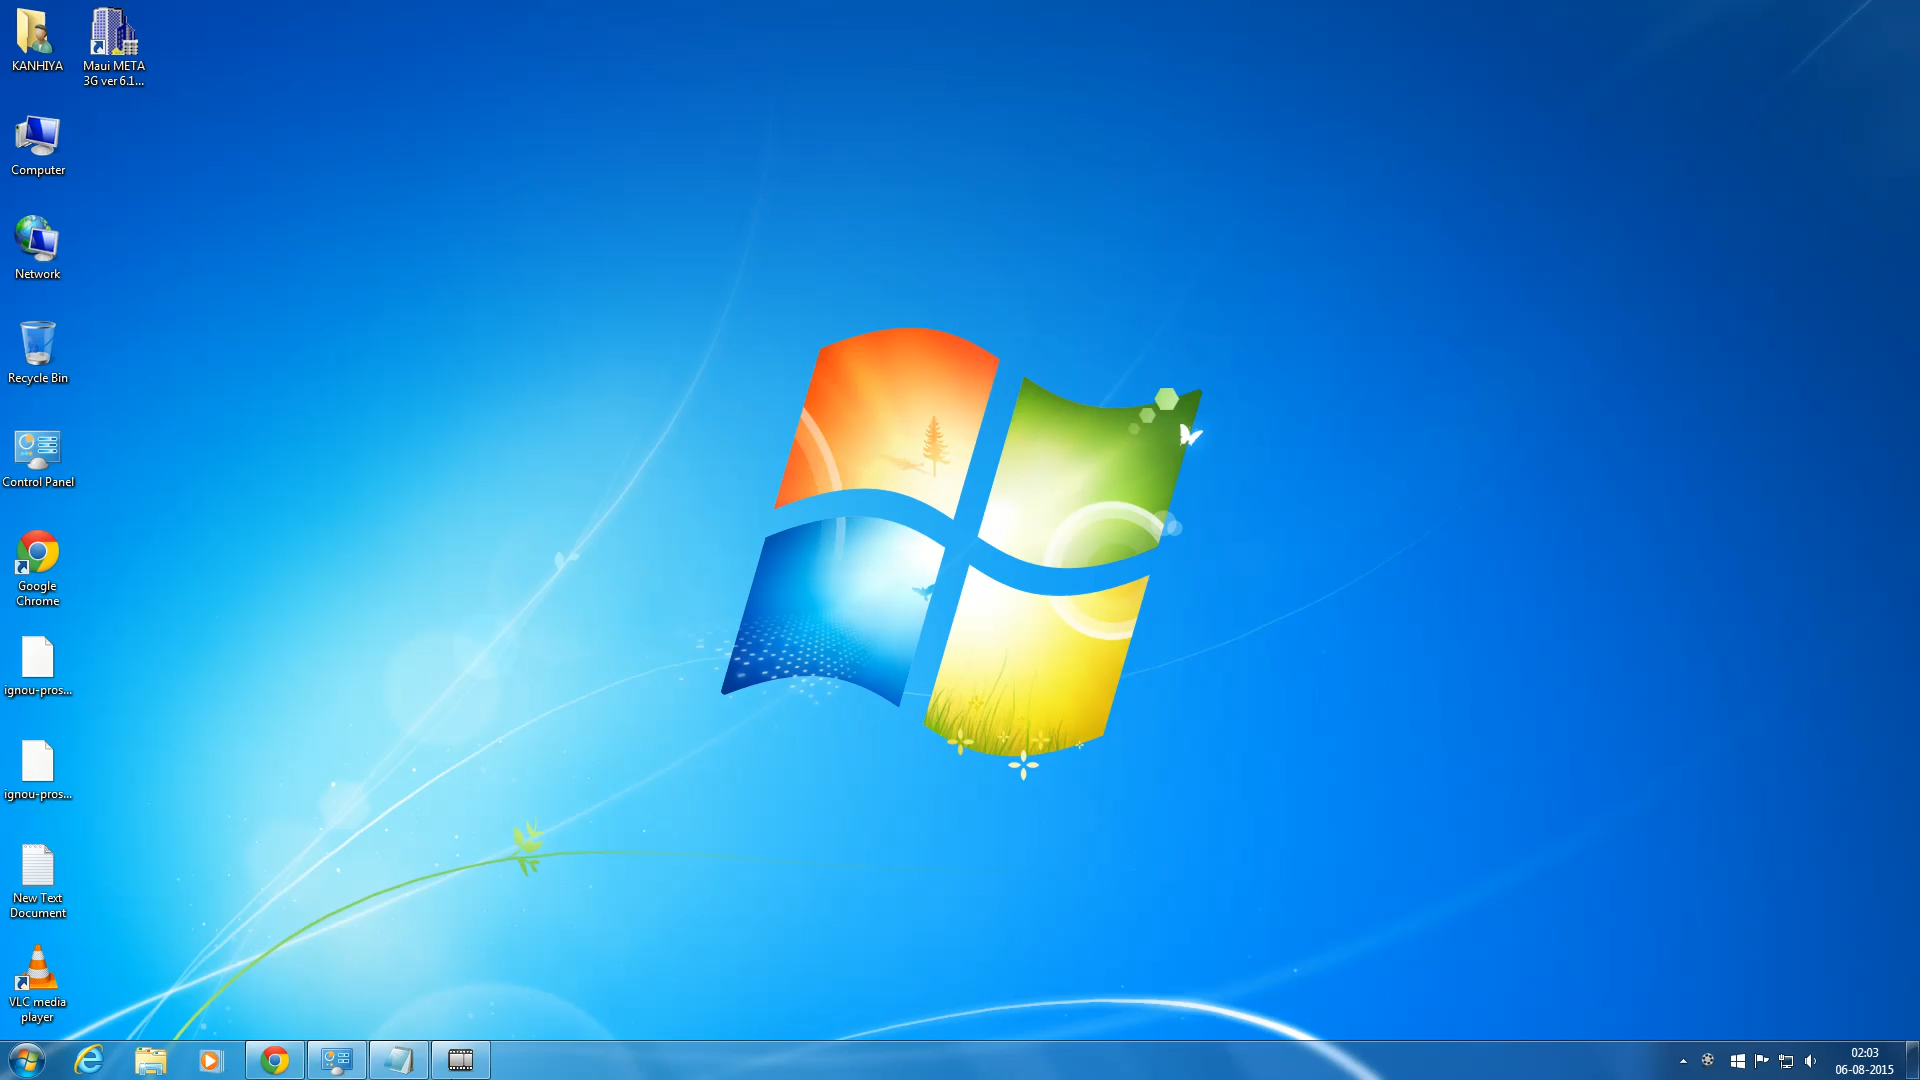 KANHIYA
Maui META
3G ver 6.1...
Computer
Network
Recycle Bin
Control Panel
Google
Chrome
ignou-pros...
ignou-pros...
New Text
Document
VLC media
player
02:03
06-08-2015